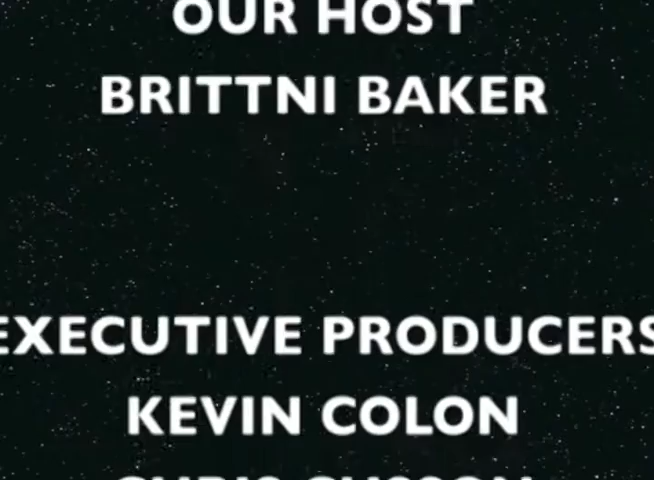 OUR HOST
BRITTNI BAKER
EXECUTIVE PRODUCERS
KEVIN COLON